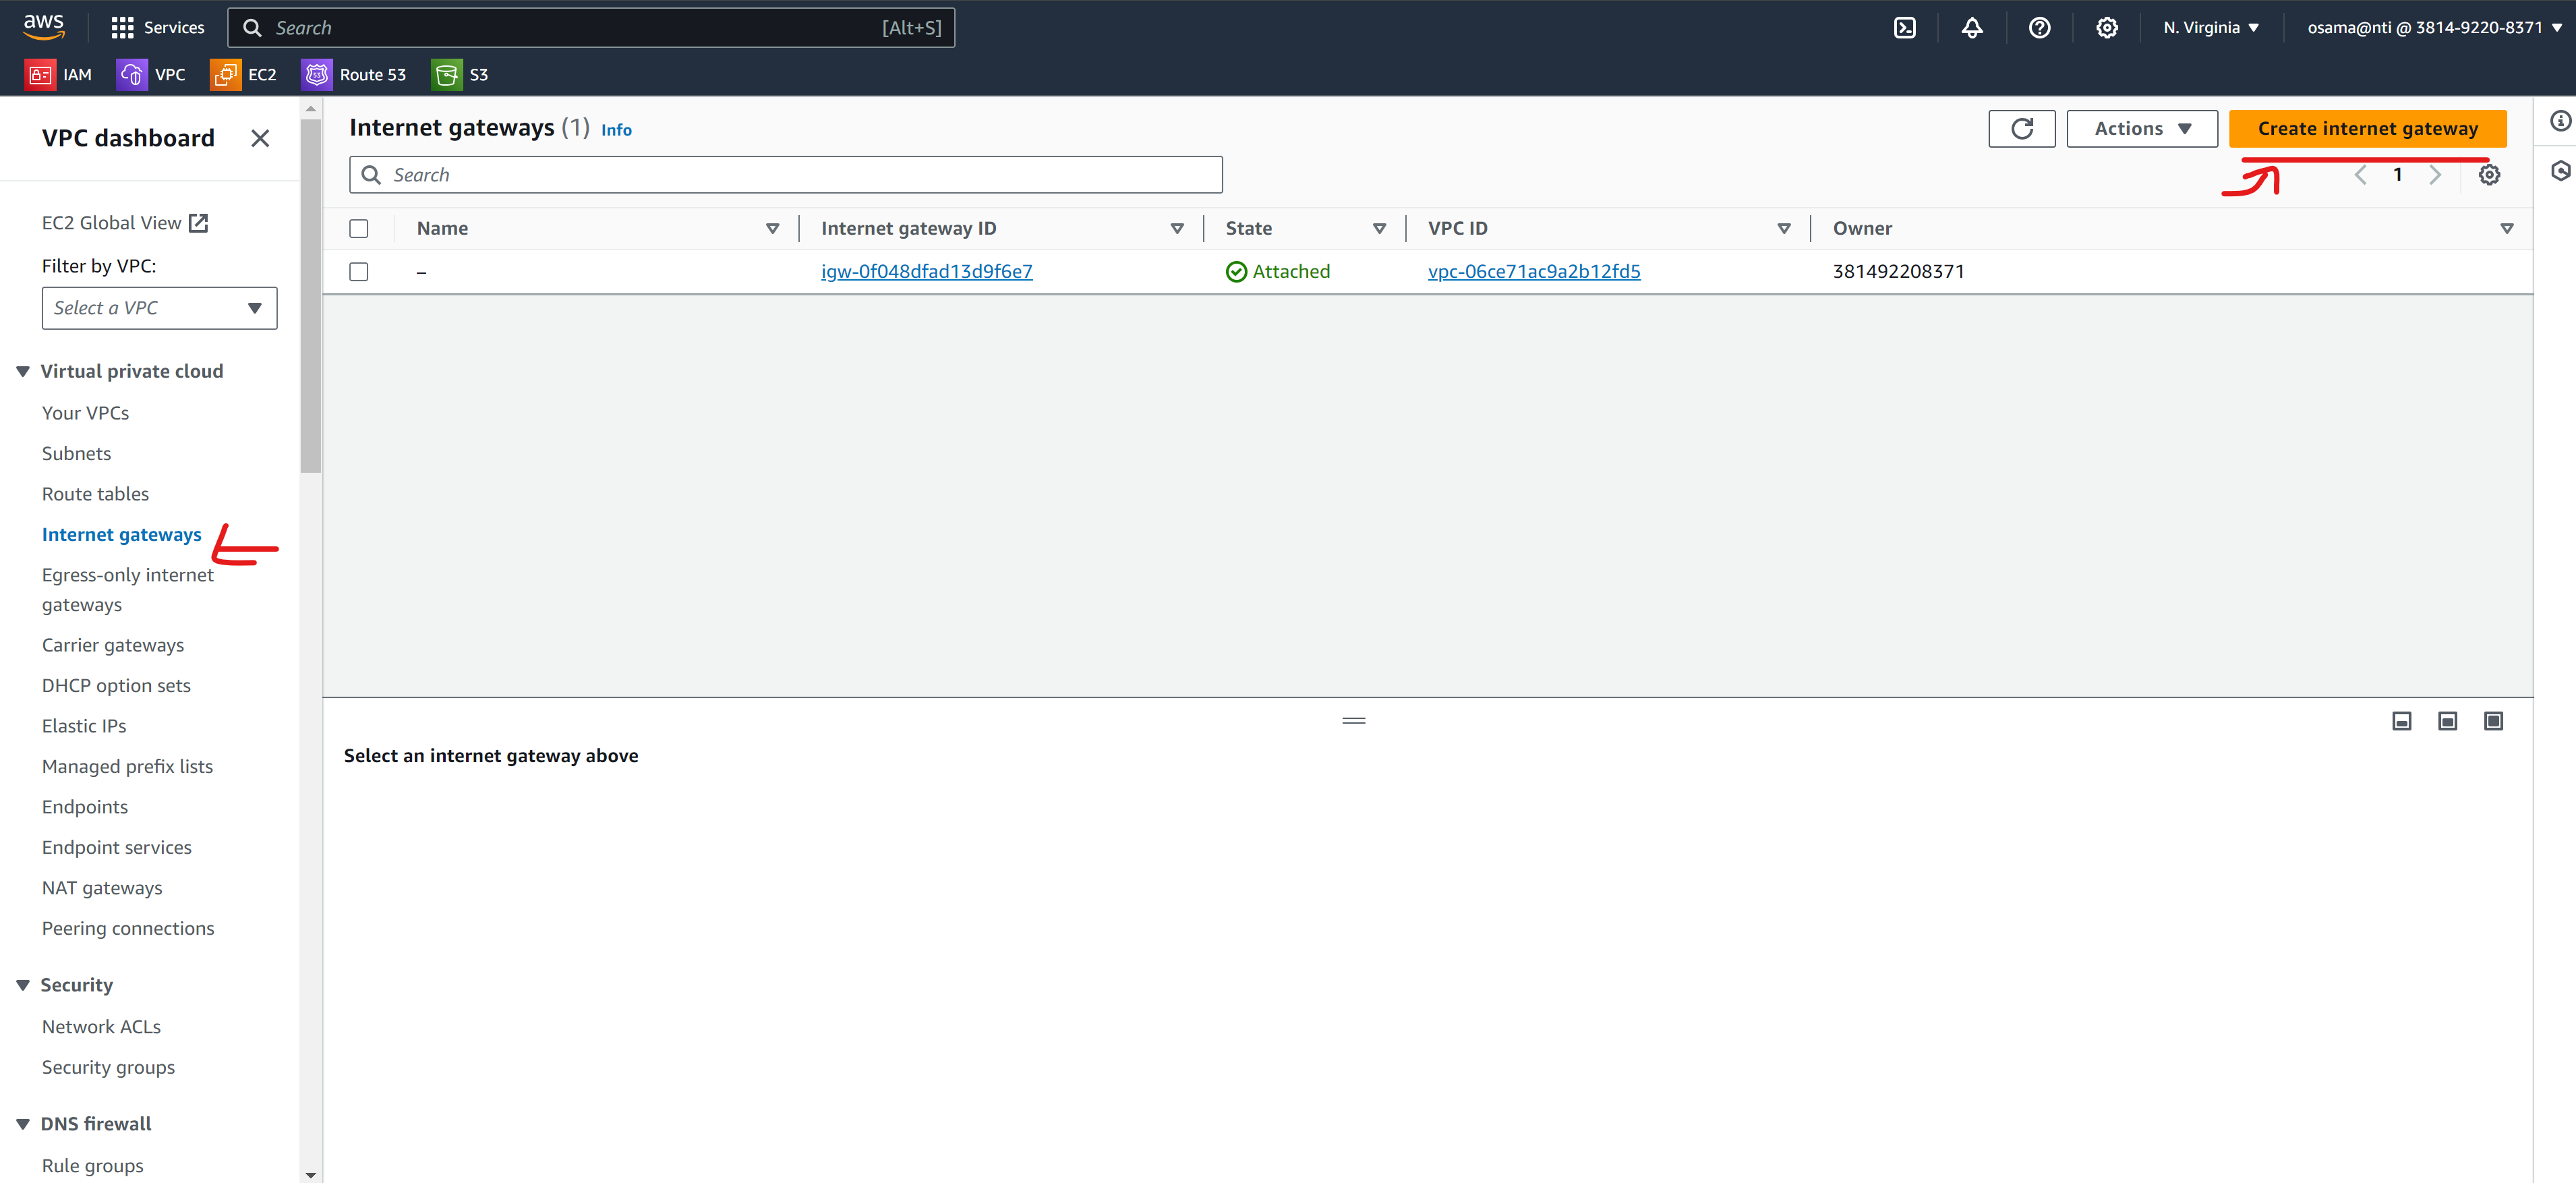 aws Services Search [Alt+S] N. Virginia osama@nti @ 3814-9220-8371
IAM VPC EC2 Route 53 S3
VPC dashboard
EC2 Global View
Filter by VPC:
Select a VPC
Virtual private cloud
Your VPCs
Subnets
Route tables
Internet gateways
Egress-only internet
gateways
Carrier gateways
DHCP option sets
Elastic IPs
Managed prefix lists
Endpoints
Endpoint services
NAT gateways
Peering connections
Security
Network ACLs
Security groups
DNS firewall
Rule groups
Internet gateways (1) Info
Actions
Create internet gateway
Search
1
Name Internet gateway ID State VPC ID Owner
– igw-0f048dfad13d9f6e7 Attached vpc-06ce71ac9a2b12fd5 381492208371
Select an internet gateway above